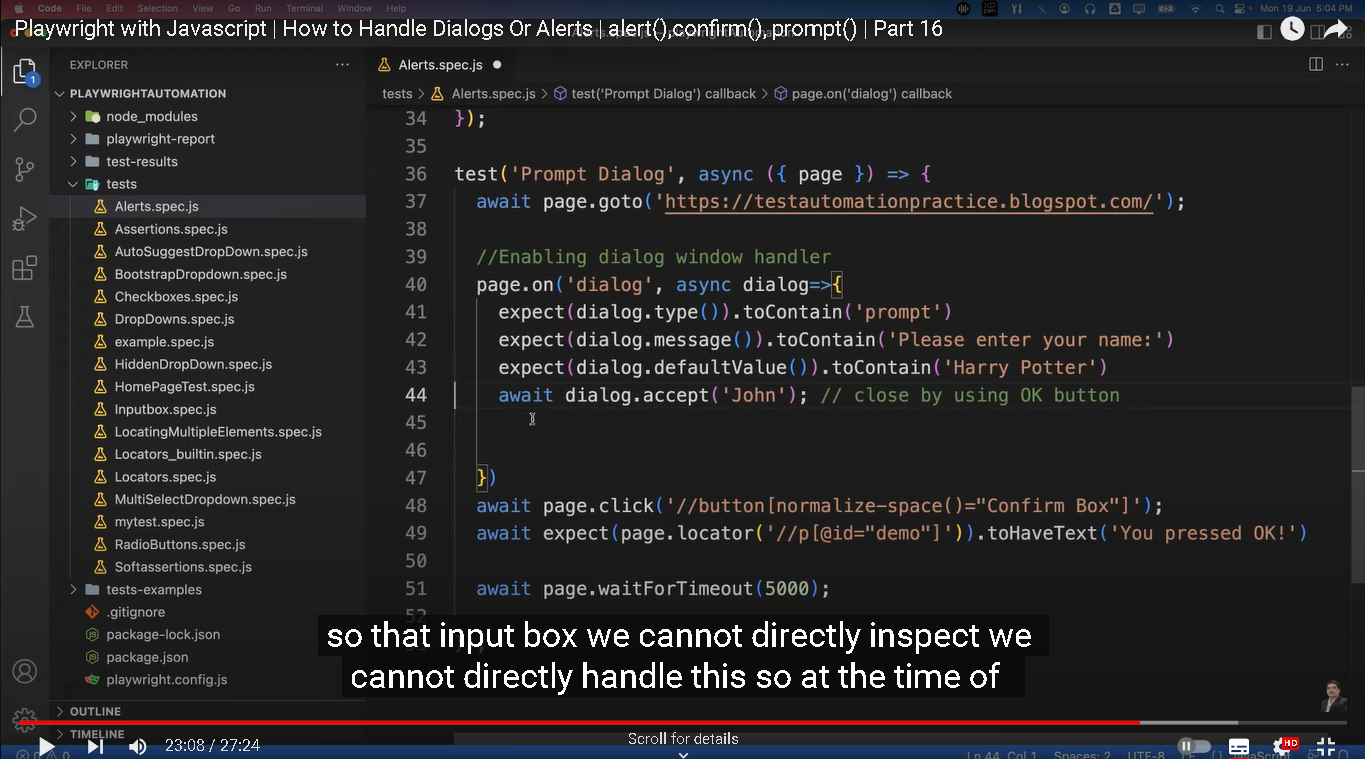 Code File Edit Selection View Go Run Terminal Window Help Mon 19 Jun 5:04 PM
Playwright with Javascript | How to Handle Dialogs Or Alerts | alert(),confirm(), prompt() | Part 16
EXPLORER
Alerts.spec.js
1
PLAYWRIGHTAUTOMATION
tests > Alerts.spec.js > test('Prompt Dialog') callback > page.on('dialog') callback
node_modules
playwright-report
test-results
tests
Alerts.spec.js
Assertions.spec.js
AutoSuggestDropDown.spec.js
BootstrapDropdown.spec.js
Checkboxes.spec.js
DropDowns.spec.js
example.spec.js
HiddenDropDown.spec.js
HomePageTest.spec.js
Inputbox.spec.js
LocatingMultipleElements.spec.js
Locators_builtin.spec.js
Locators.spec.js
MultiSelectDropdown.spec.js
mytest.spec.js
RadioButtons.spec.js
Softassertions.spec.js
tests-examples
.gitignore
package-lock.json
package.json
playwright.config.js
OUTLINE
TIMELINE
34 });
35
36 test('Prompt Dialog', async ({ page }) => {
37 await page.goto('https://testautomationpractice.blogspot.com/');
38
39 //Enabling dialog window handler
40 page.on('dialog', async dialog=>{
41 expect(dialog.type()).toContain('prompt')
42 expect(dialog.message()).toContain('Please enter your name:')
43 expect(dialog.defaultValue()).toContain('Harry Potter')
44 await dialog.accept('John'); // close by using OK button
45
46
47 })
48 await page.click('//button[normalize-space()="Confirm Box"]');
49 await expect(page.locator('//p[@id="demo"]')).toHaveText('You pressed OK!')
50
51 await page.waitForTimeout(5000);
52
so that input box we cannot directly inspect we
cannot directly handle this so at the time of
23:08 / 27:24
Scroll for details
HD
Ln 44, Col 1 Spaces: 2 UTF-8 LF {} JavaScript